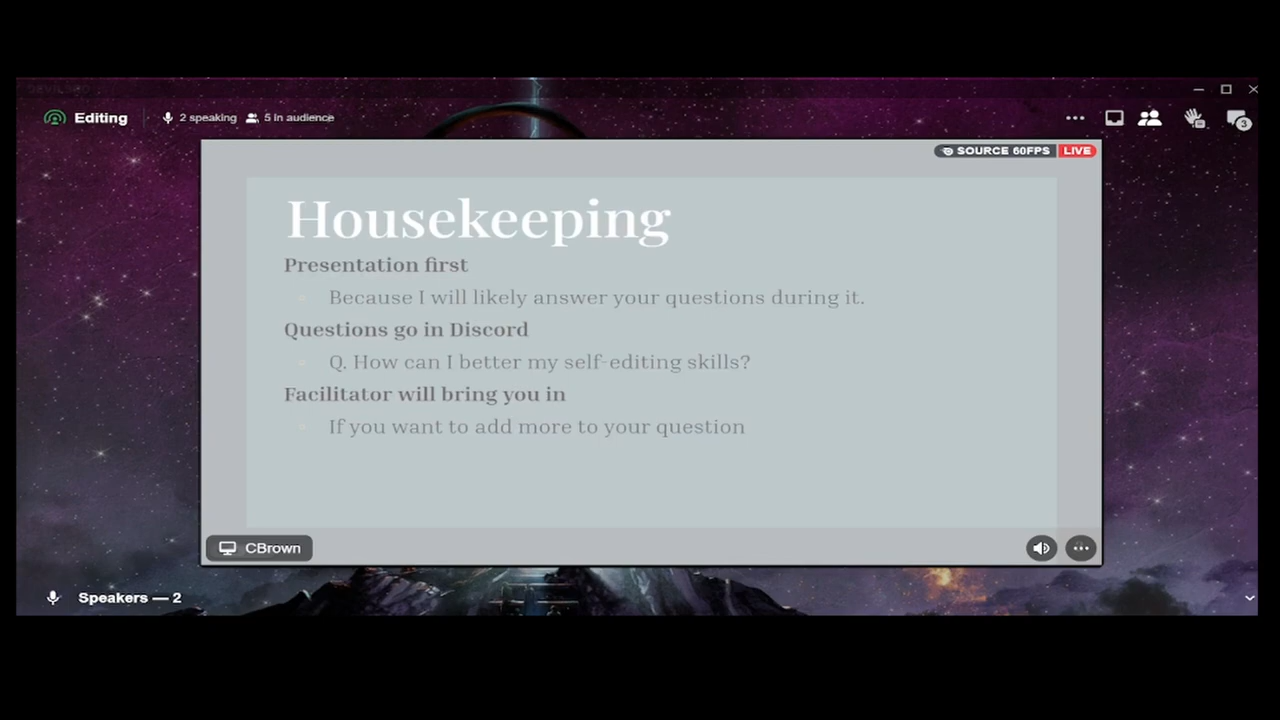 Editing
2 speaking
5 in audience
3
SOURCE 60FPS
LIVE
Housekeeping
Presentation first
Because I will likely answer your questions during it.
Questions go in Discord
Q. How can I better my self-editing skills?
Facilitator will bring you in
If you want to add more to your question
CBrown
Speakers — 2